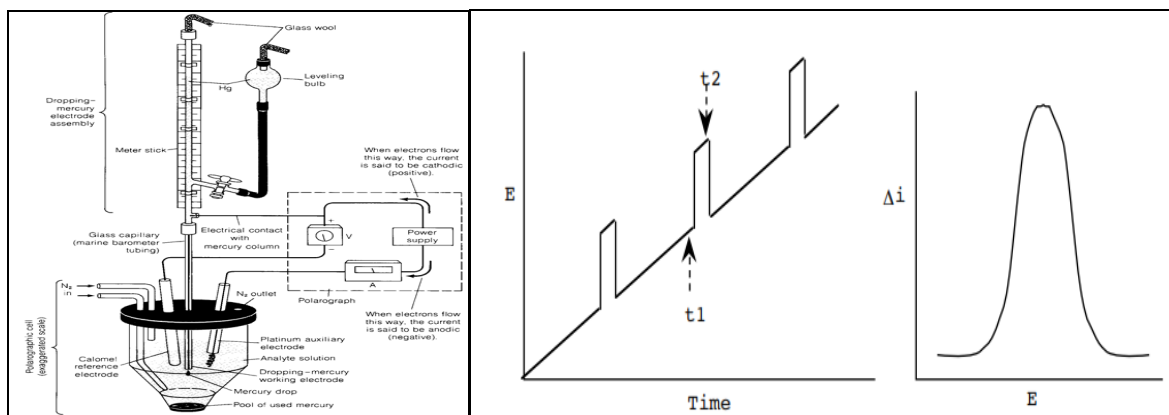 Glass wool
Leveling
bulb
Hg
Dropping–
mercury
electrode
assembly
Meter stick
When electrons flow
this way, the current
is said to be cathodic
(positive).
Electrical contact
with
mercury column
Glass capillary
(marine barometer
tubing)
+
V
–
Power
supply
A
Polarograph
N₂
in
N₂ outlet
When electrons flow
this way, the current
is said to be anodic
(negative).
Polarographic cell
(exaggerated scale)
Platinum auxiliary
electrode
Analyte solution
Calomel
reference
electrode
Dropping–mercury
working electrode
Mercury drop
Pool of used mercury
t2
E
t1
Time
Δi
E